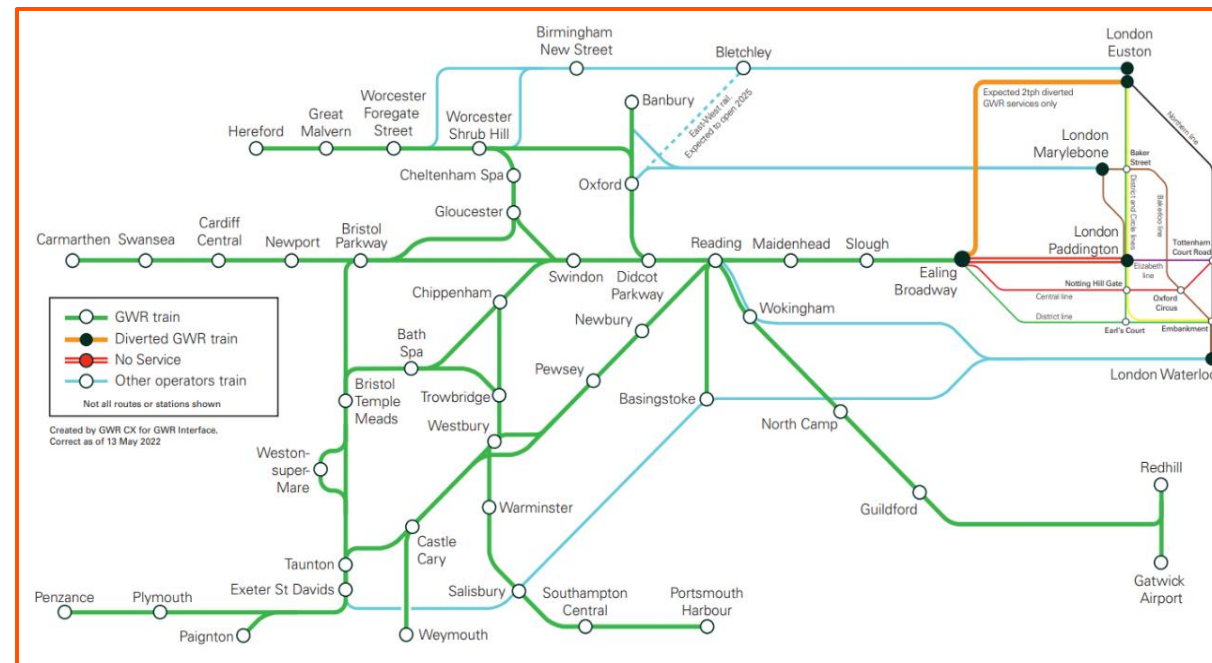 Birmingham
New Street
Bletchley
London
Euston
Expected 2tph diverted
GWR services only
Northern line
Banbury
East-West rail.
Expected to open 2025
Hereford
Great
Malvern
Worcester
Foregate
Street
Worcester
Shrub Hill
London
Marylebone
Baker
Street
Cheltenham Spa
Oxford
District and Circle lines
Bakerloo line
Gloucester
Carmarthen
Swansea
Cardiff
Central
Newport
Bristol
Parkway
Swindon
Didcot
Parkway
Reading
Maidenhead
Slough
Ealing
Broadway
London
Paddington
Tottenham
Court Road
Elizabeth
line
Notting Hill Gate
Central line
Oxford
Circus
District line
Earl's Court
Embankment
London Waterloo
Chippenham
Wokingham
Newbury
Bath
Spa
Pewsey
Bristol
Temple
Meads
Trowbridge
Basingstoke
North Camp
Westbury
GWR train
Diverted GWR train
No Service
Other operators train
Not all routes or stations shown
Created by GWR CX for GWR Interface.
Correct as of 13 May 2022
Weston-
super-
Mare
Redhill
Warminster
Guildford
Castle
Cary
Taunton
Exeter St Davids
Salisbury
Gatwick
Airport
Penzance
Plymouth
Paignton
Weymouth
Southampton
Central
Portsmouth
Harbour